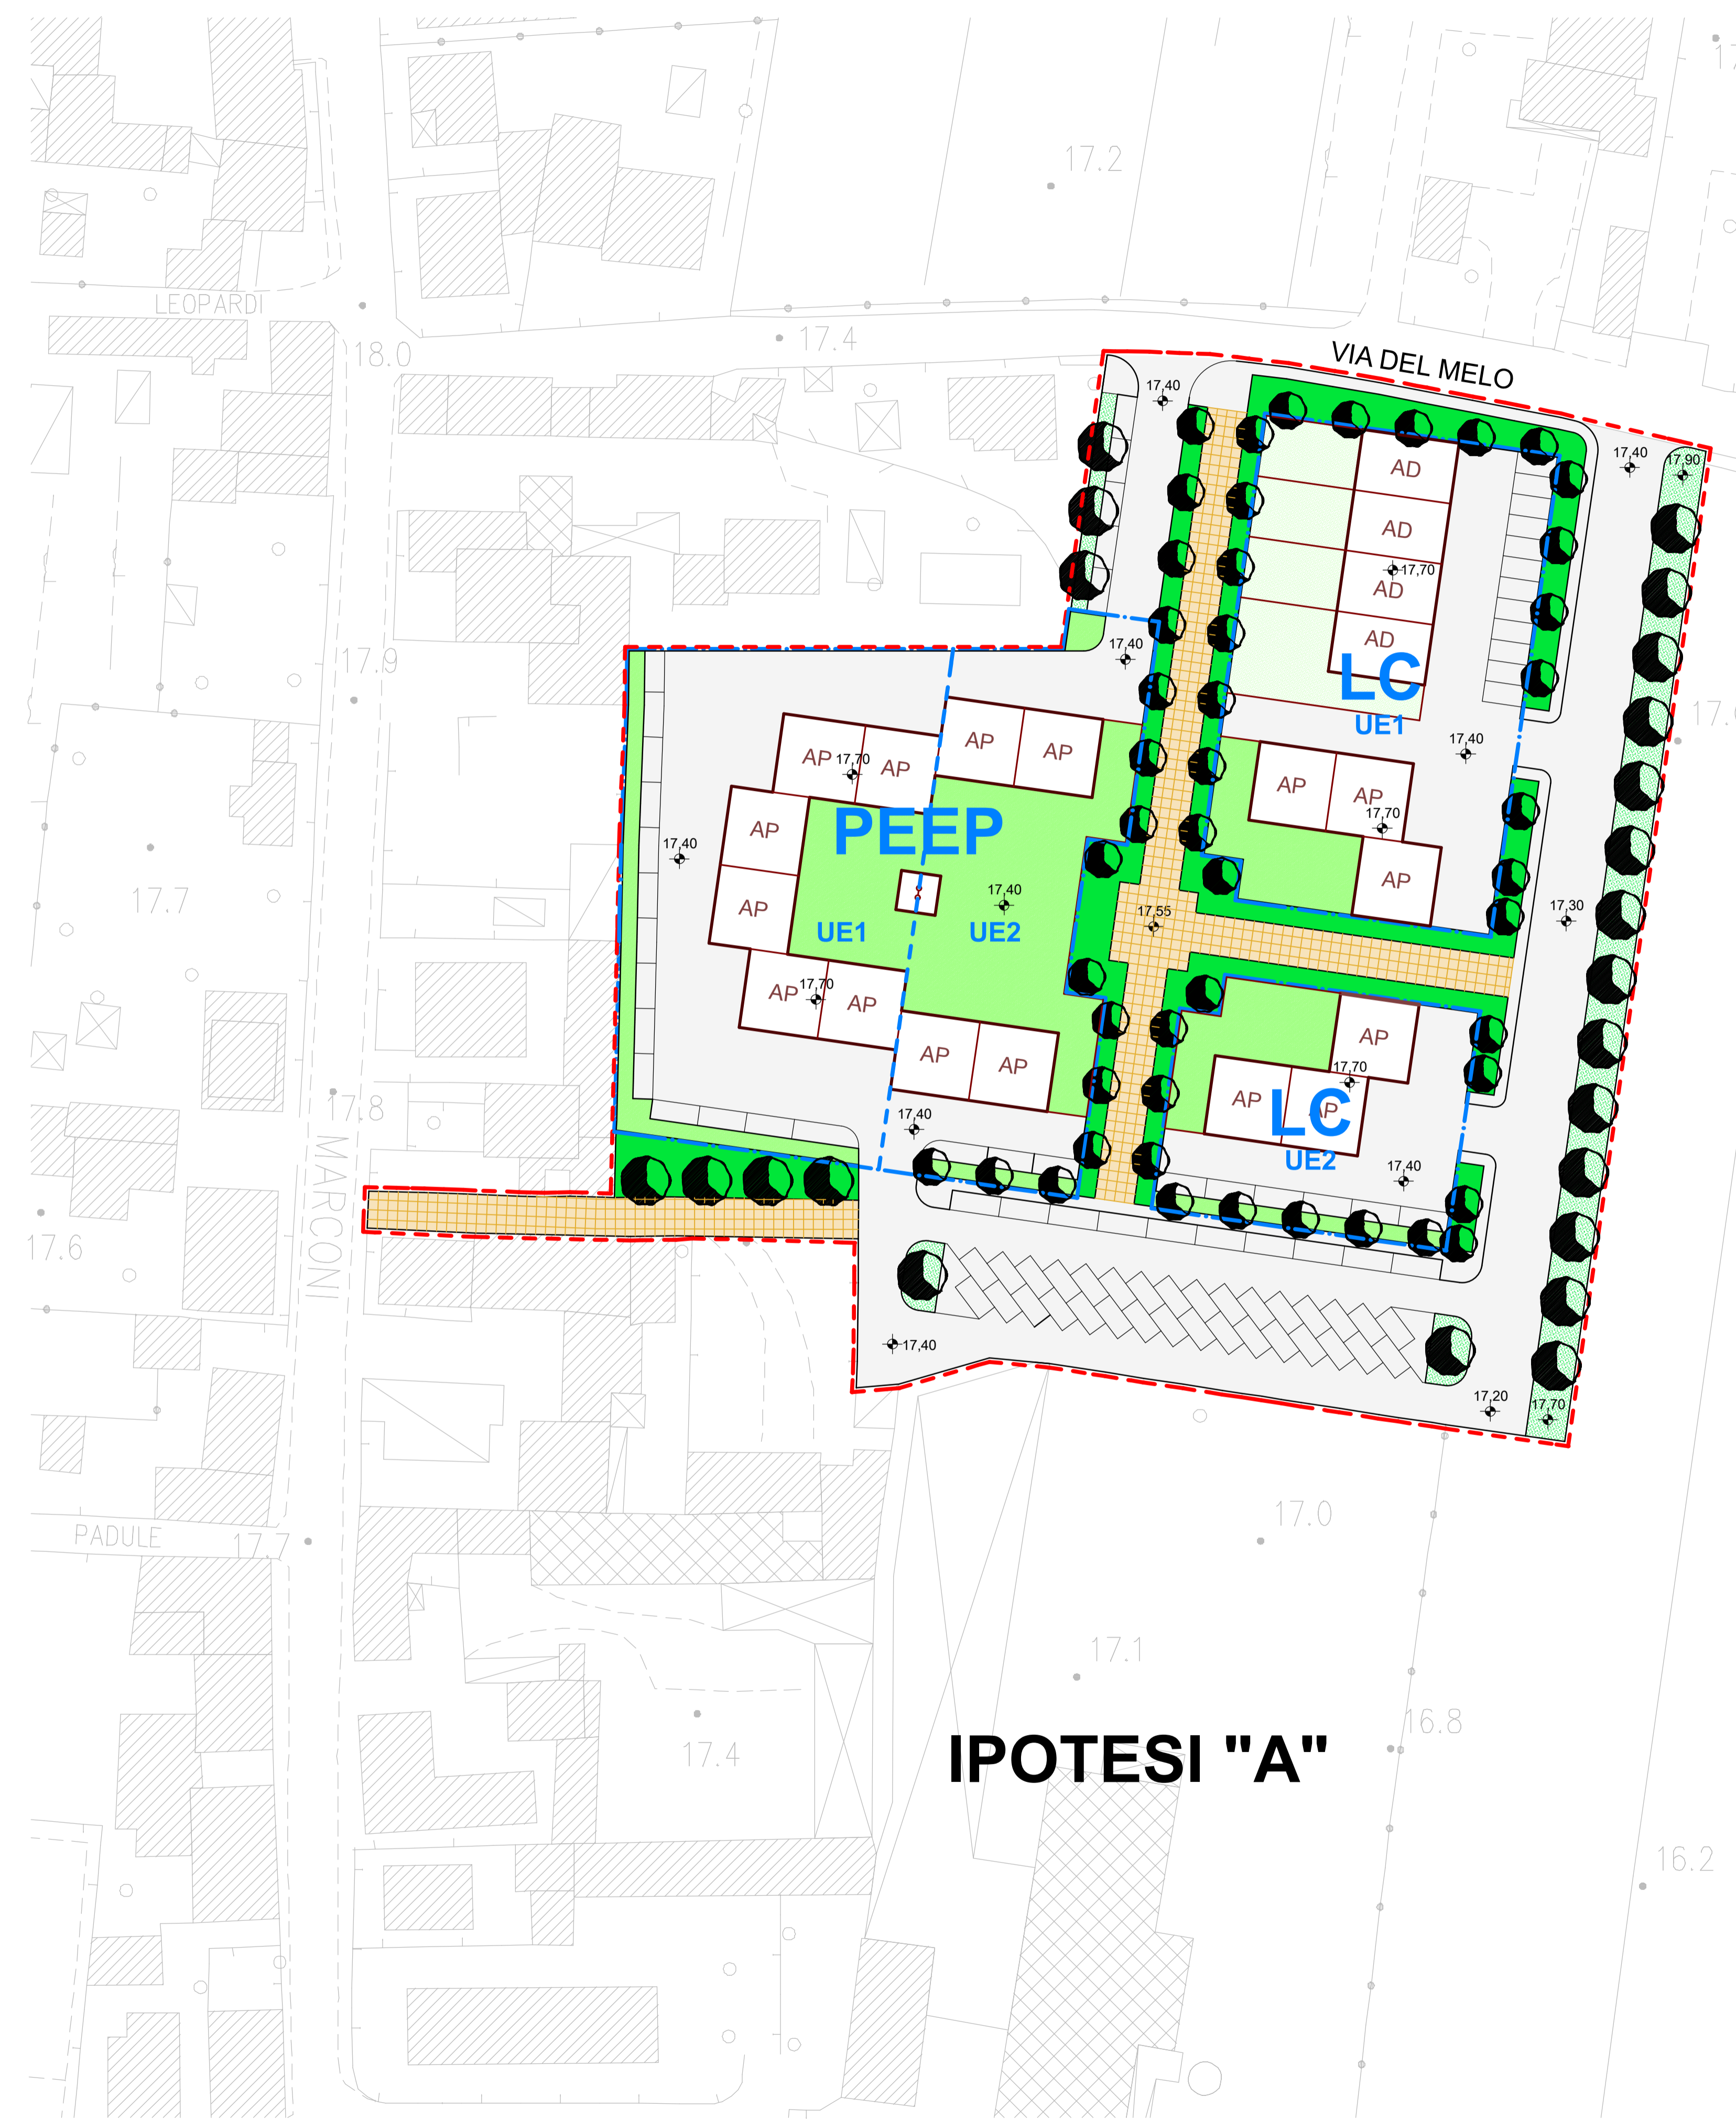 17.2
LEOPARDI
18.0
17.4
VIA DEL MELO
17,40
17,40
17,90
AD
AD
17,70
AD
AD
17,40
17.9
LC
UE1
17,40
AP
17,70
AP
AP
AP
AP
AP
17,70
AP
PEEP
17,40
AP
AP
17,40
17.7
AP
UE1
UE2
17,55
17,30
AP
17,70
AP
AP
AP
AP
17,70
17.8
17,40
AP
AP
LC
UE2
17,40
MARCONI
17.6
17,40
17,20
17,70
PADULE
17.7
17.0
17.1
16.8
17.4
IPOTESI "A"
16.2